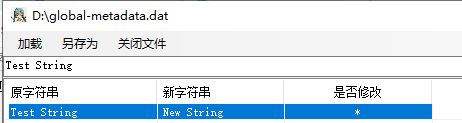 D:\global-metadata.dat
加载 另存为 关闭文件
Test String
原字符串 新字符串 是否修改
Test String New String *